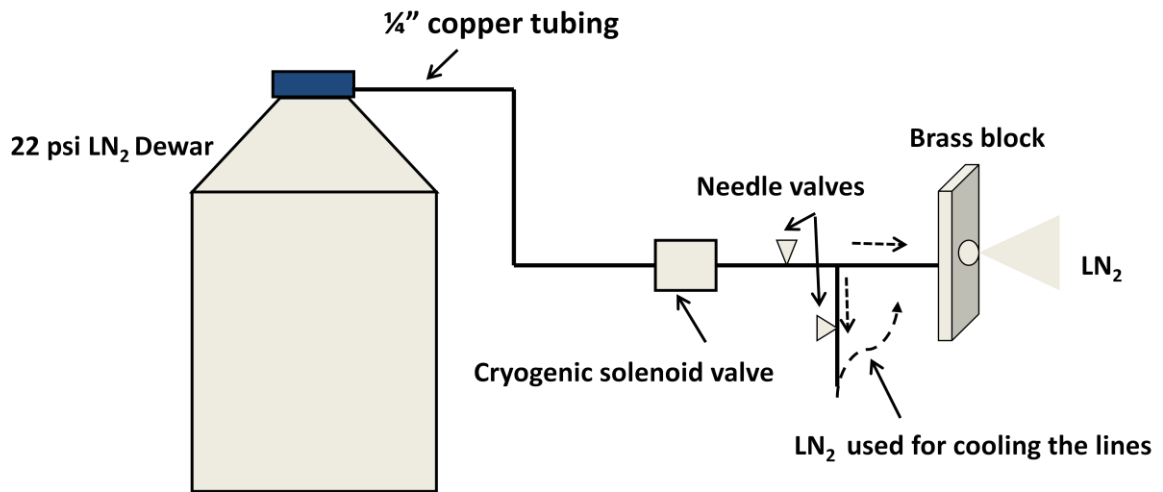 ¼” copper tubing
22 psi LN₂ Dewar
Brass block
Needle valves
LN₂
Cryogenic solenoid valve
LN₂ used for cooling the lines